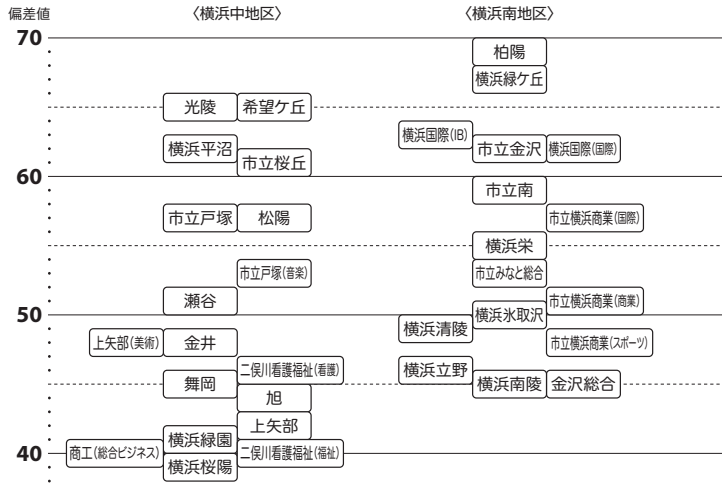 偏差値
〈横浜中地区〉
〈横浜南地区〉
70
柏陽
横浜緑ケ丘
光陵
希望ケ丘
横浜国際(IB)
横浜平沼
市立桜丘
市立金沢
横浜国際(国際)
60
市立南
市立戸塚
松陽
市立横浜商業(国際)
横浜栄
市立戸塚(音楽)
市立みなと総合
瀬谷
市立横浜商業(商業)
50
横浜氷取沢
横浜清陵
上矢部(美術)
金井
市立横浜商業(スポーツ)
二俣川看護福祉(看護)
横浜立野
舞岡
横浜南陵
金沢総合
旭
上矢部
横浜緑園
40
商工(総合ビジネス)
二俣川看護福祉(福祉)
横浜桜陽